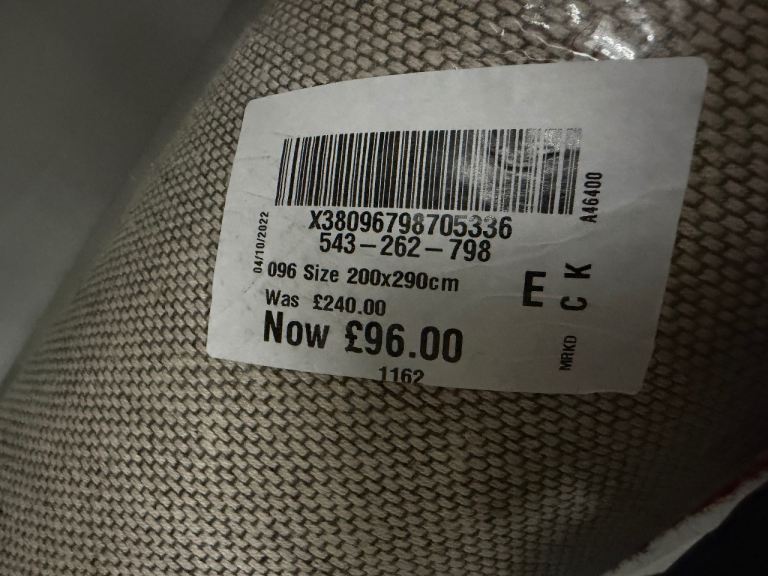 X38096798705336
543-262-798
096 Size 200x290cm
Was £240.00
Now £96.00
1162
04/10/2022
E
CK
MRKD
A46400